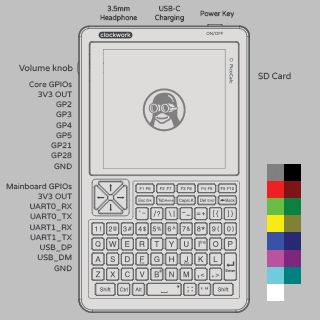 3.5mm
Headphone
USB-C
Charging
Power Key
clockwork
ON/OFF
Volume knob
SD Card
PicoCalc
Core GPIOs
3V3 OUT
GP2
GP3
GP4
GP5
GP21
GP28
GND
Mainboard GPIOs
3V3 OUT
UART0_RX
UART0_TX
UART1_RX
UART1_TX
USB_DP
USB_DM
GND
Q W E R T Y U I O P
A S D F G H J K L
Z X C V B N M
Enter
Shift Ctrl Alt Shift